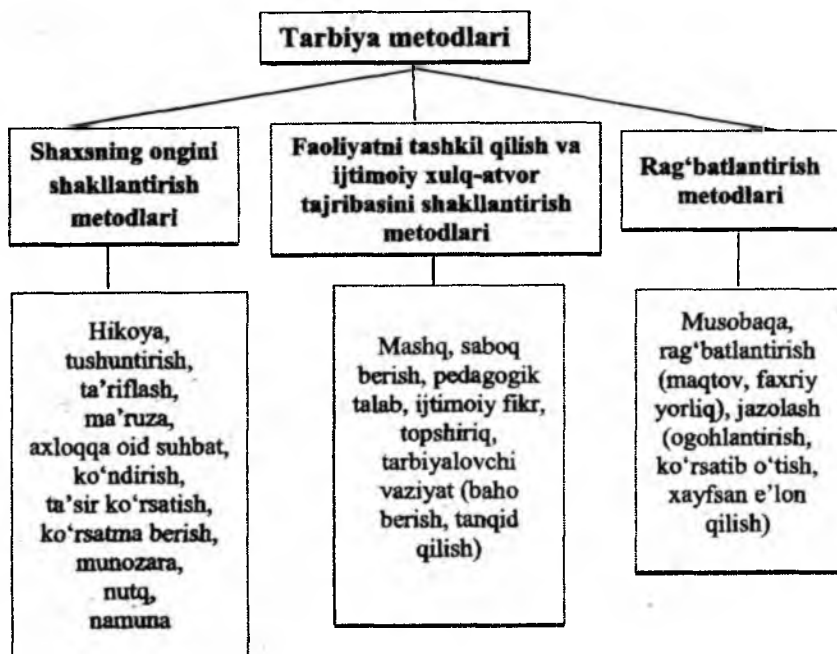 Tarbiya metodlari
Shaxsning ongini
shakllantirish
metodlari
Faoliyatni tashkil qilish va
ijtimoiy xulq-atvor
tajribasini shakllantirish
metodlari
Rag‘batlantirish
metodlari
Hikoya,
tushuntirish,
ta’riflash,
ma’ruza,
axloqqa oid suhbat,
ko‘ndirish,
ta’sir ko‘rsatish,
ko‘rsatma berish,
munozara,
nutq,
namuna
Mashq, saboq
berish, pedagogik
talab, ijtimoiy fikr,
topshiriq,
tarbiyalovchi
vaziyat (baho
berish, tanqid
qilish)
Musobaqa,
rag‘batlantirish
(maqtov, faxriy
yorliq), jazolash
(ogohlantirish,
ko‘rsatib o‘tish,
xayfsan e’lon
qilish)